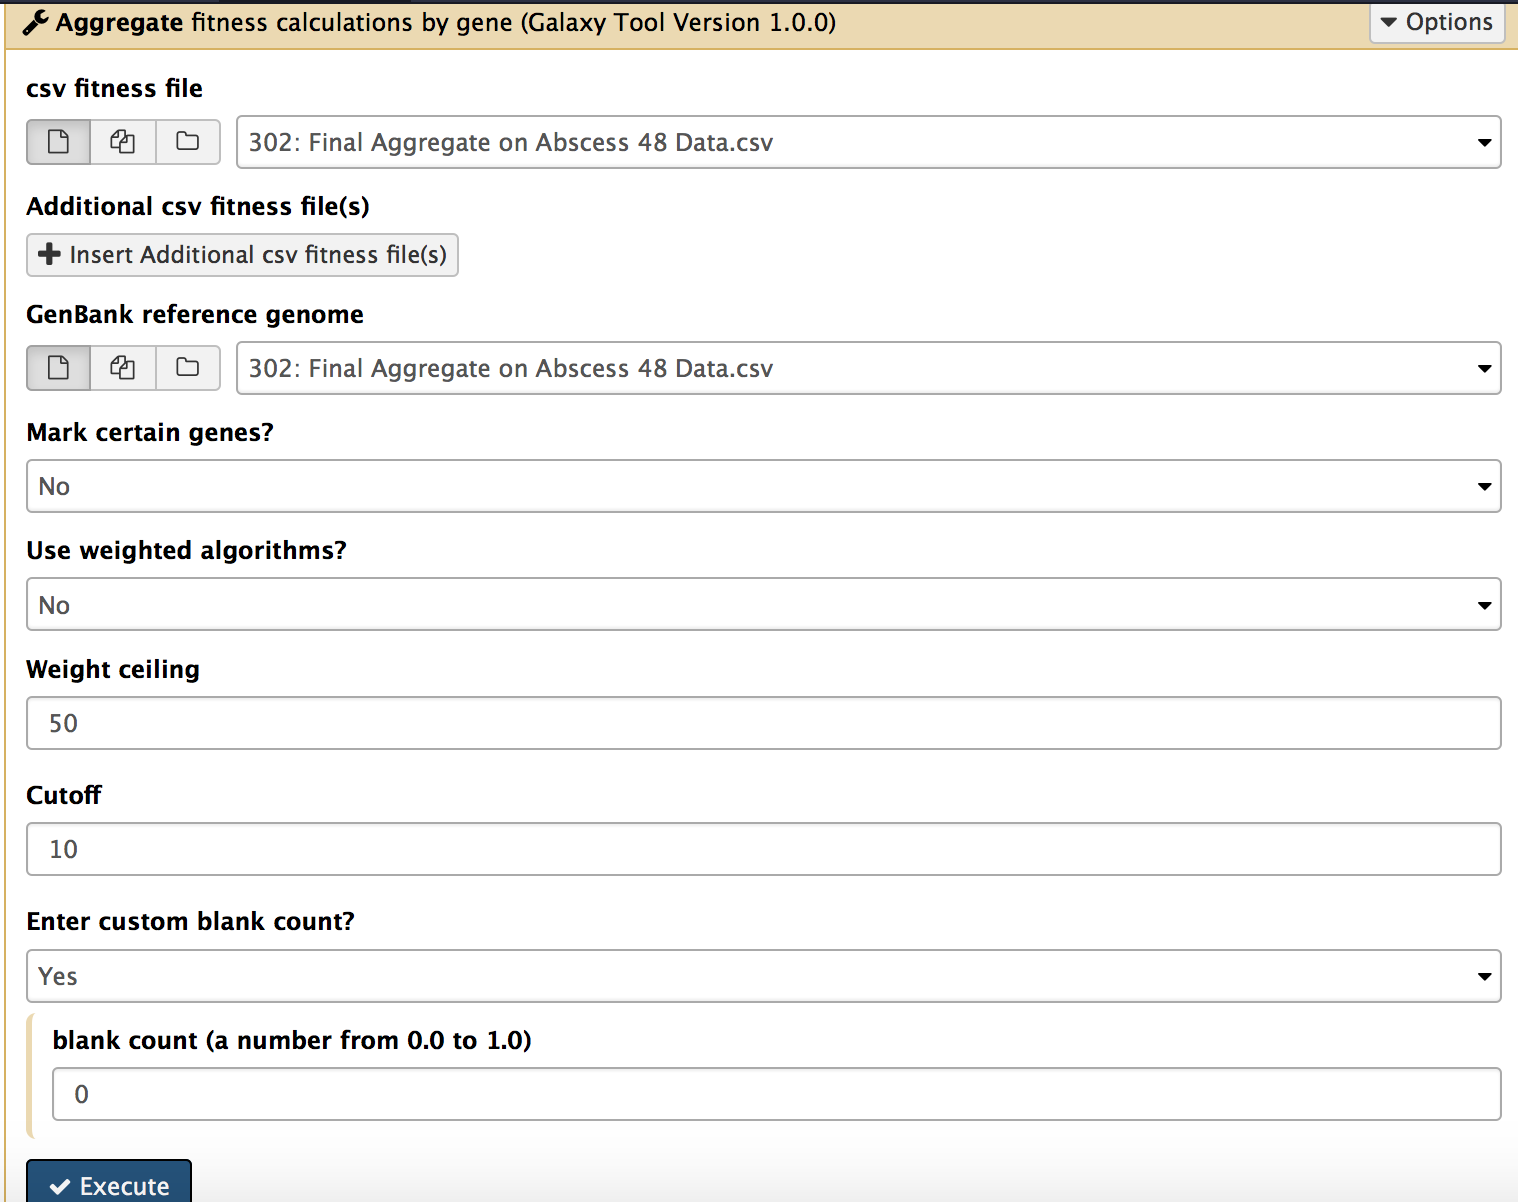 Aggregate fitness calculations by gene (Galaxy Tool Version 1.0.0)
Options
csv fitness file
302: Final Aggregate on Abscess 48 Data.csv
Additional csv fitness file(s)
Insert Additional csv fitness file(s)
GenBank reference genome
302: Final Aggregate on Abscess 48 Data.csv
Mark certain genes?
No
Use weighted algorithms?
No
Weight ceiling
50
Cutoff
10
Enter custom blank count?
Yes
blank count (a number from 0.0 to 1.0)
0
Execute